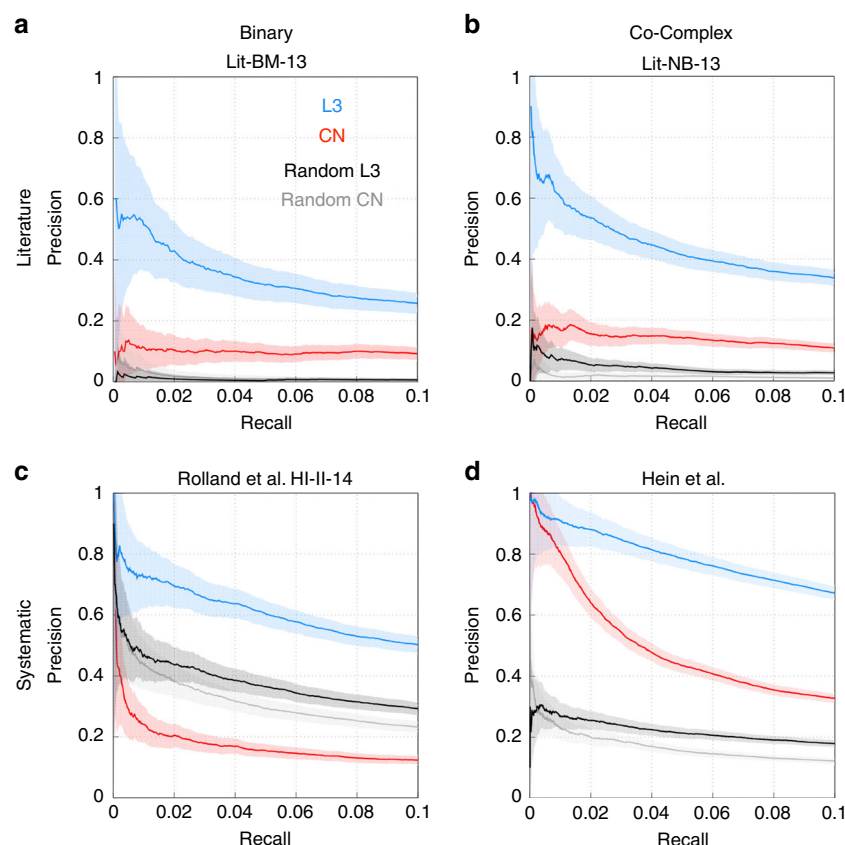 a
Binary
Lit-BM-13
b
Co-Complex
Lit-NB-13
Literature
Precision
1
0.8
0.6
0.4
0.2
0
0
0.02
0.04
0.06
0.08
0.1
Recall
L3
CN
Random L3
Random CN
Precision
1
0.8
0.6
0.4
0.2
0
0
0.02
0.04
0.06
0.08
0.1
Recall
c
Rolland et al. HI-II-14
Systematic
Precision
1
0.8
0.6
0.4
0.2
0
0
0.02
0.04
0.06
0.08
0.1
Recall
d
Hein et al.
Precision
1
0.8
0.6
0.4
0.2
0
0
0.02
0.04
0.06
0.08
0.1
Recall